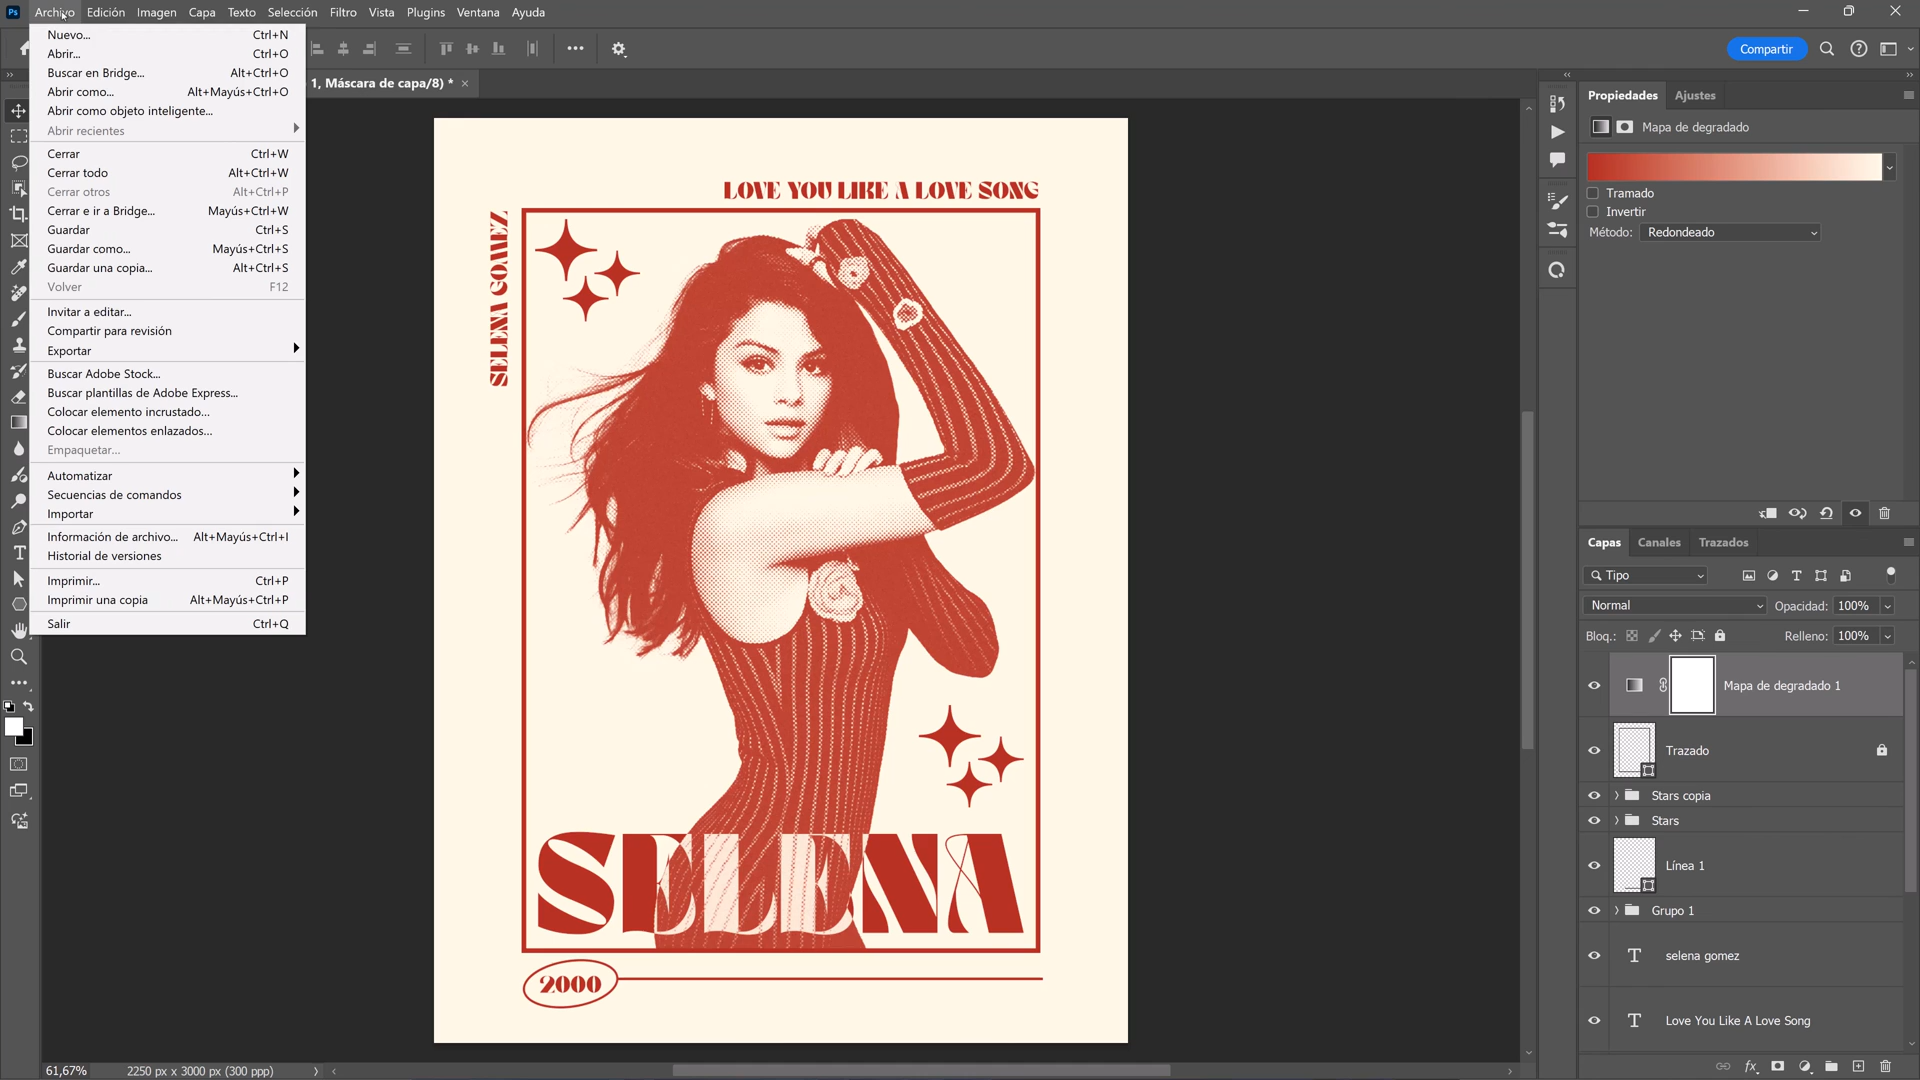 Ps Archivo Edición Imagen Capa Texto Selección Filtro Vista Plugins Ventana Ayuda
Compartir
1, Máscara de capa/8) * ×
Nuevo... Ctrl+N
Abrir... Ctrl+O
Buscar en Bridge... Alt+Ctrl+O
Abrir como... Alt+Mayús+Ctrl+O
Abrir como objeto inteligente...
Abrir recientes
Cerrar Ctrl+W
Cerrar todo Alt+Ctrl+W
Cerrar otros Alt+Ctrl+P
Cerrar e ir a Bridge... Mayús+Ctrl+W
Guardar Ctrl+S
Guardar como... Mayús+Ctrl+S
Guardar una copia... Alt+Ctrl+S
Volver F12
Invitar a editar...
Compartir para revisión
Exportar
Buscar Adobe Stock...
Buscar plantillas de Adobe Express...
Colocar elemento incrustado...
Colocar elementos enlazados...
Empaquetar...
Automatizar
Secuencias de comandos
Importar
Información de archivo... Alt+Mayús+Ctrl+I
Historial de versiones
Imprimir... Ctrl+P
Imprimir una copia Alt+Mayús+Ctrl+P
Salir Ctrl+Q
LOVE YOU LIKE A LOVE SONG
SELENA GOMEZ
SELENA
2000
61,67% 2250 px x 3000 px (300 ppp)
Propiedades Ajustes
Mapa de degradado
Tramado
Invertir
Método: Redondeado
Capas Canales Trazados
Tipo
Normal Opacidad: 100%
Bloq.: Relleno: 100%
Mapa de degradado 1
Trazado
Stars copia
Stars
Línea 1
Grupo 1
selena gomez
Love You Like A Love Song